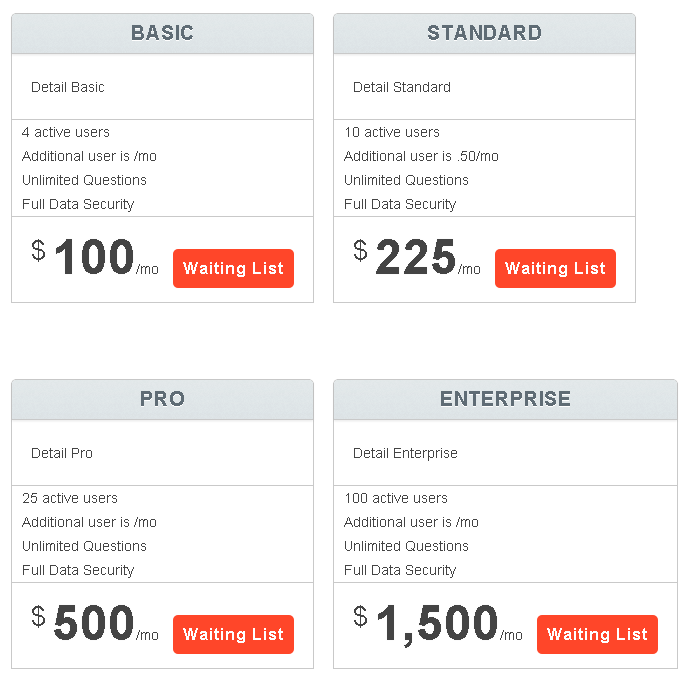 BASIC
Detail Basic
4 active users
Additional user is /mo
Unlimited Questions
Full Data Security
$ 100 /mo Waiting List
STANDARD
Detail Standard
10 active users
Additional user is .50/mo
Unlimited Questions
Full Data Security
$ 225 /mo Waiting List
PRO
Detail Pro
25 active users
Additional user is /mo
Unlimited Questions
Full Data Security
$ 500 /mo Waiting List
ENTERPRISE
Detail Enterprise
100 active users
Additional user is /mo
Unlimited Questions
Full Data Security
$ 1,500 /mo Waiting List